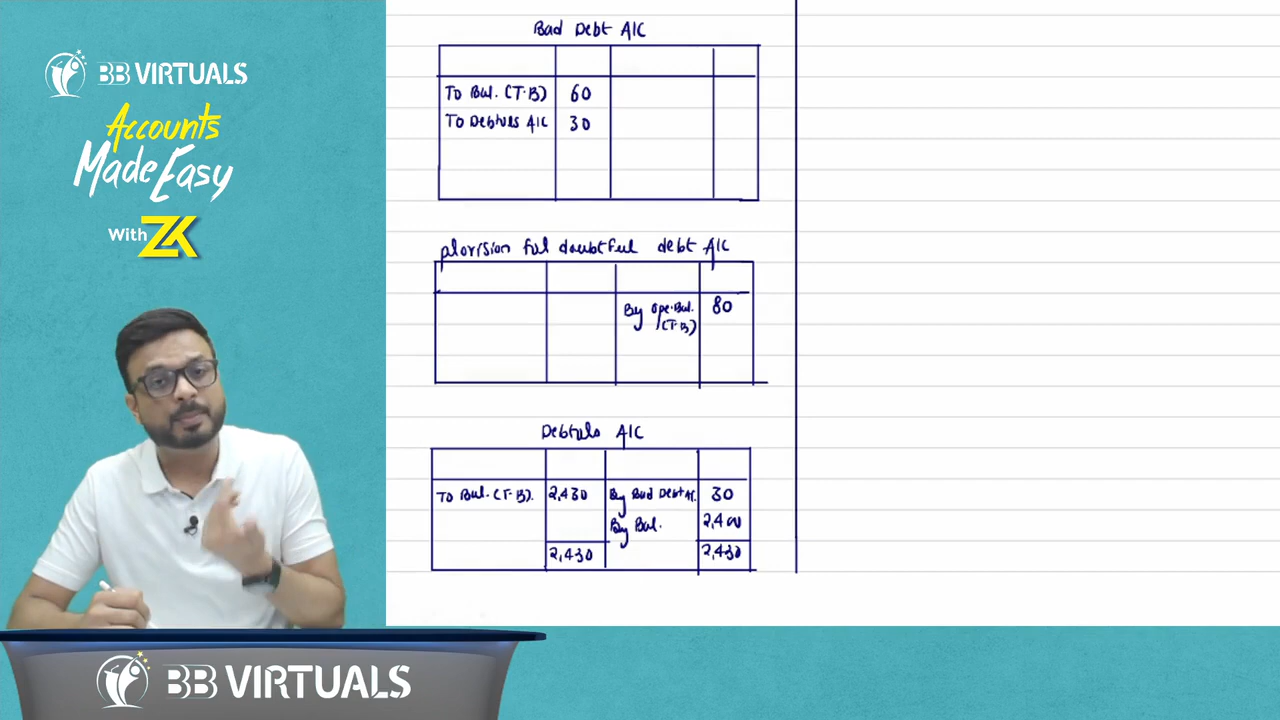 BB VIRTUALS
Accounts
Made Easy
With ZK
Bad Debt A/C
To Bal. (T.B) 60
To Debtors A/C 30
provision for doubtful debt A/C
By ope. Bal. 80
(T.B)
Debtors A/C
To Bal. (T.B). 2,430 By Bad Debt A/c. 30
By Bal. 2,400
2,430 2,430
BB VIRTUALS